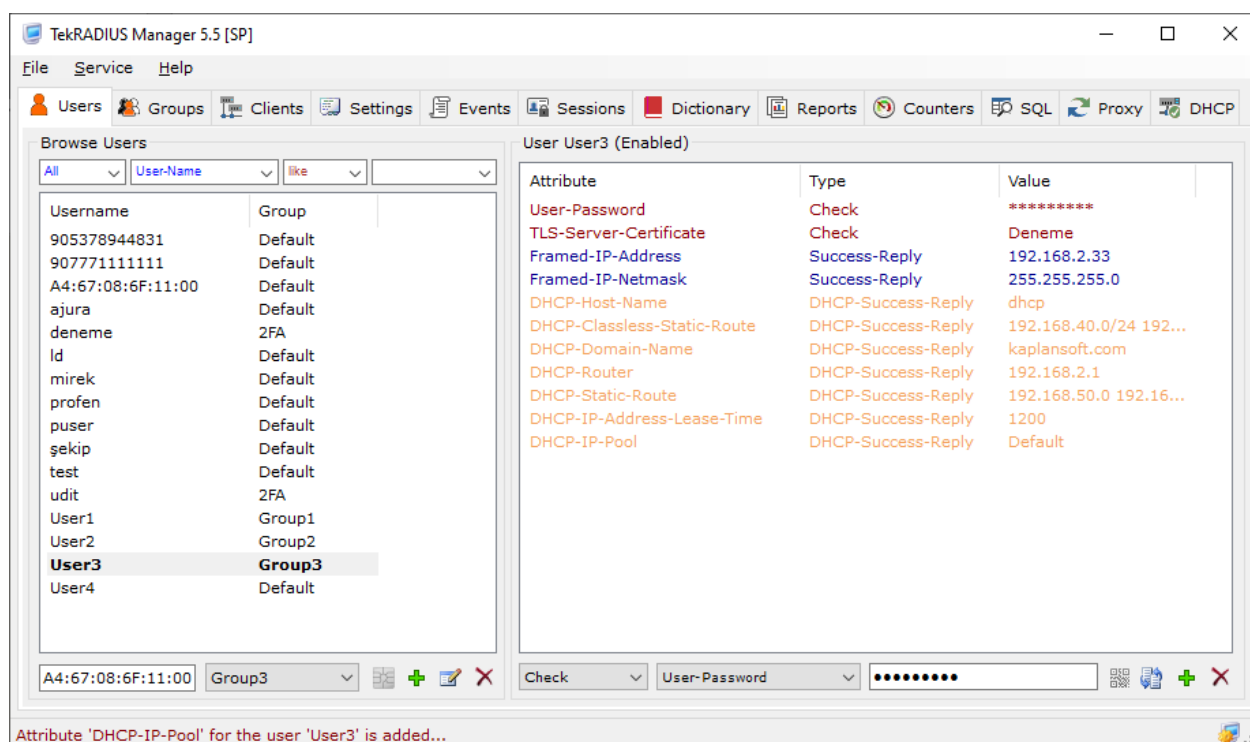 TekRADIUS Manager 5.5 [SP]
File Service Help
Users Groups Clients Settings Events Sessions Dictionary Reports Counters SQL Proxy DHCP
Browse Users
All User-Name like
Username Group
905378944831 Default
907771111111 Default
A4:67:08:6F:11:00 Default
ajura Default
deneme 2FA
ld Default
mirek Default
profen Default
puser Default
şekip Default
test Default
udit 2FA
User1 Group1
User2 Group2
User3 Group3
User4 Default
A4:67:08:6F:11:00 Group3
User User3 (Enabled)
Attribute Type Value
User-Password Check *********
TLS-Server-Certificate Check Deneme
Framed-IP-Address Success-Reply 192.168.2.33
Framed-IP-Netmask Success-Reply 255.255.255.0
DHCP-Host-Name DHCP-Success-Reply dhcp
DHCP-Classless-Static-Route DHCP-Success-Reply 192.168.40.0/24 192...
DHCP-Domain-Name DHCP-Success-Reply kaplansoft.com
DHCP-Router DHCP-Success-Reply 192.168.2.1
DHCP-Static-Route DHCP-Success-Reply 192.168.50.0 192.16...
DHCP-IP-Address-Lease-Time DHCP-Success-Reply 1200
DHCP-IP-Pool DHCP-Success-Reply Default
Check User-Password •••••••••
Attribute 'DHCP-IP-Pool' for the user 'User3' is added...